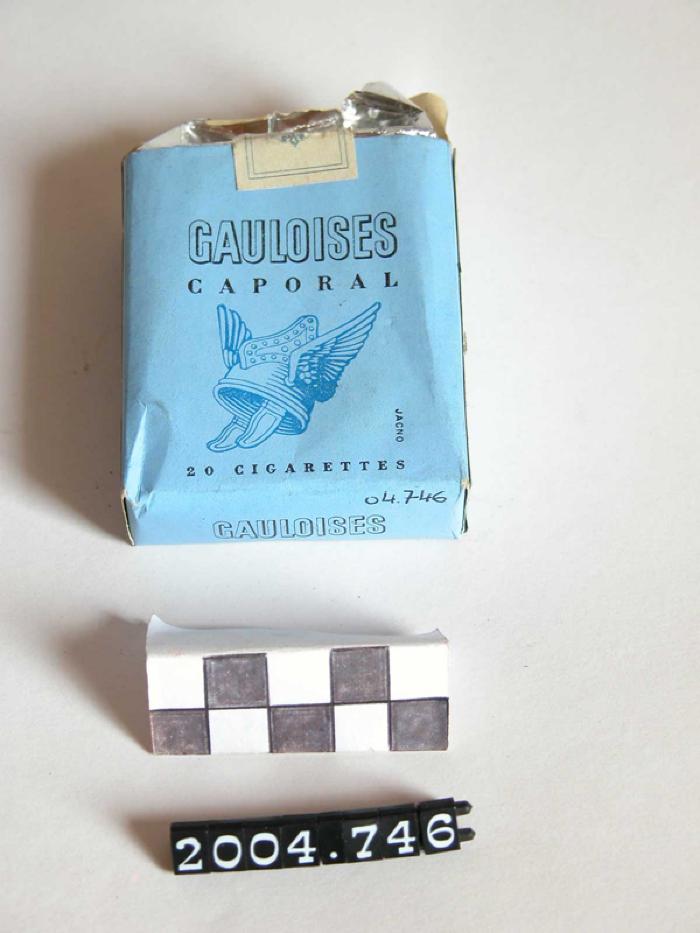 GAULOISES
CAPORAL
JACNO
20 CIGARETTES
04.746
GAULOISES
2004.746